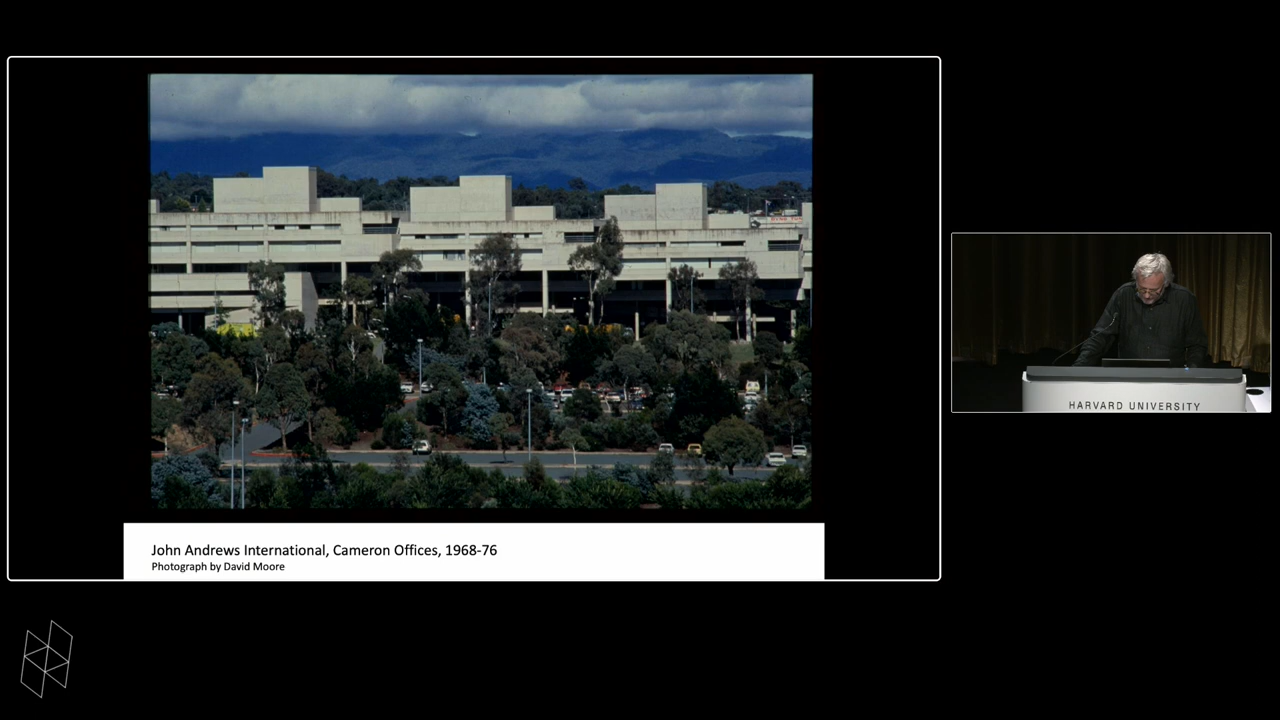 John Andrews International, Cameron Offices, 1968-76
Photograph by David Moore
HARVARD UNIVERSITY